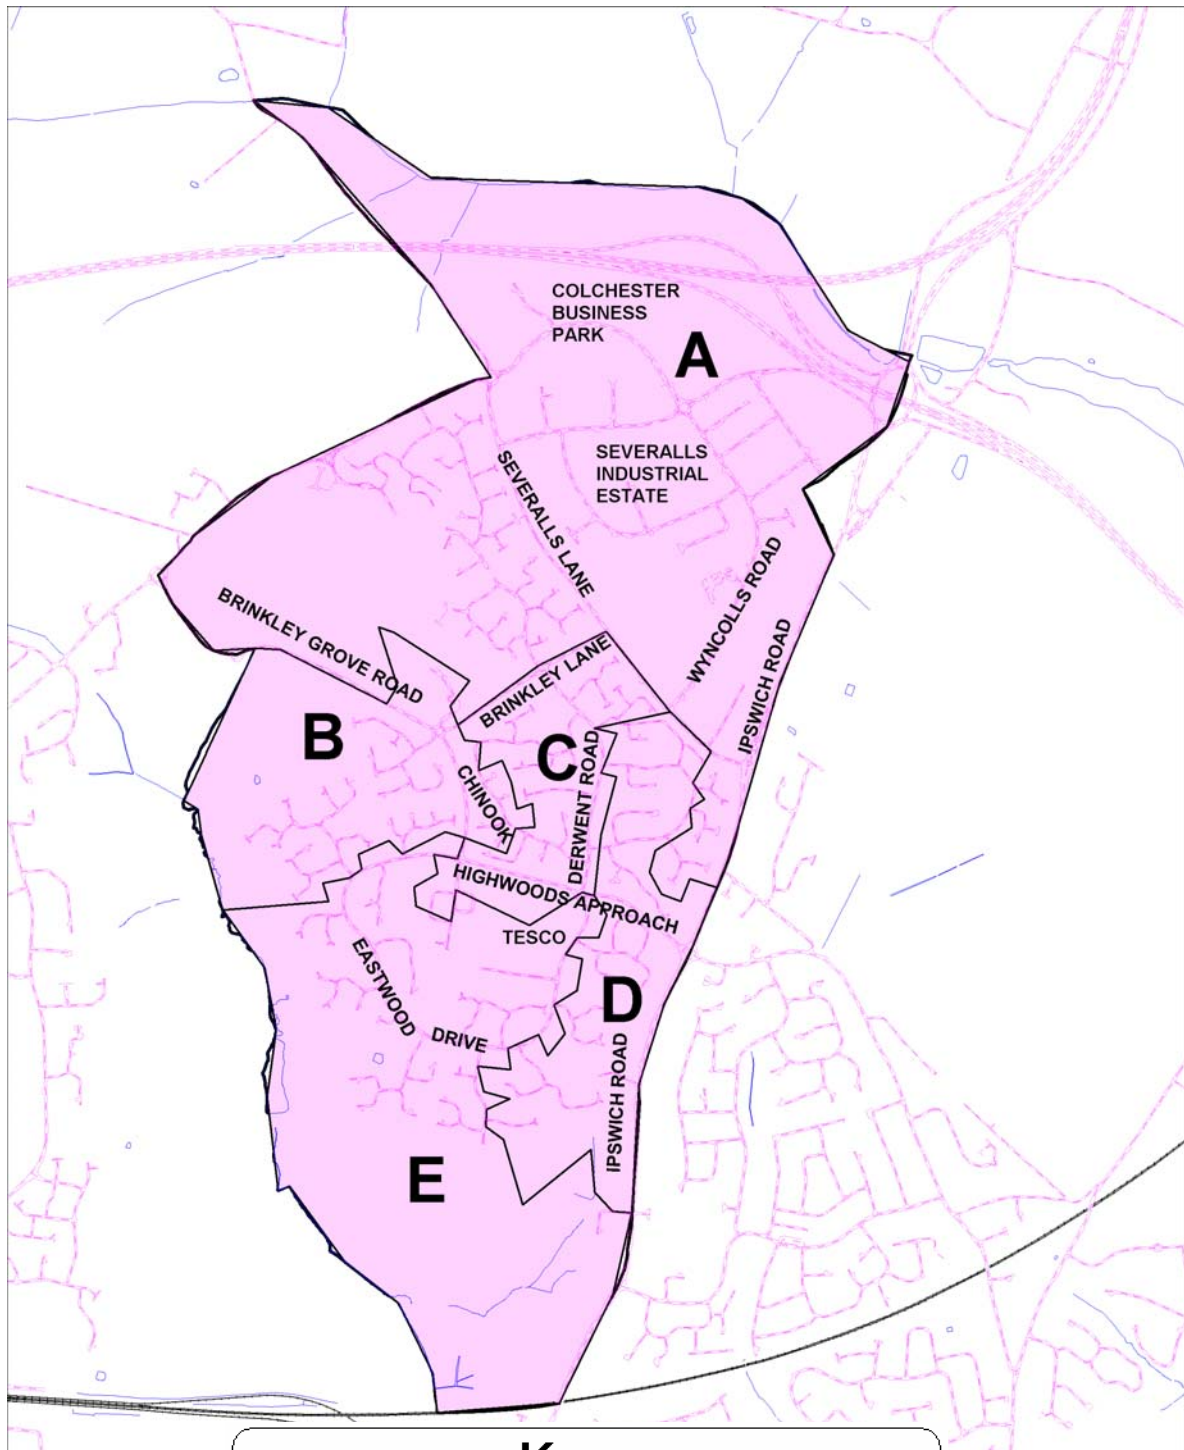 COLCHESTER
BUSINESS
PARK
A
SEVERALLS
INDUSTRIAL
ESTATE
SEVERALLS LANE
WYNCOLLS ROAD
IPSWICH ROAD
BRINKLEY GROVE ROAD
BRINKLEY LANE
B
C
CHINOOK
DERWENT ROAD
HIGHWOODS APPROACH
TESCO
EASTWOOD
DRIVE
D
IPSWICH ROAD
E